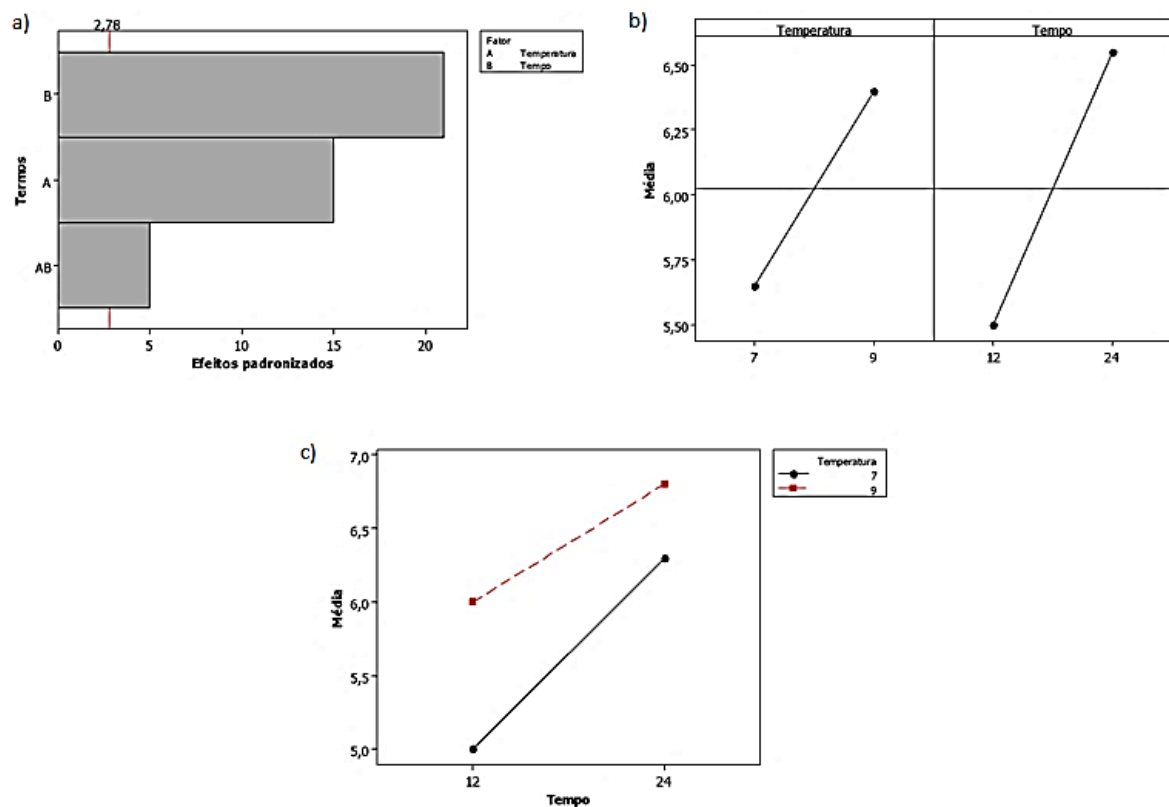 a)
2,78
Fator
A Temperatura
B Tempo
Termos
B
A
AB
0 5 10 15 20
Efeitos padronizados
b)
Temperatura Tempo
Média
6,50
6,25
6,00
5,75
5,50
7 9 12 24
c)
Temperatura
7
9
Média
7,0
6,5
6,0
5,5
5,0
12 24
Tempo